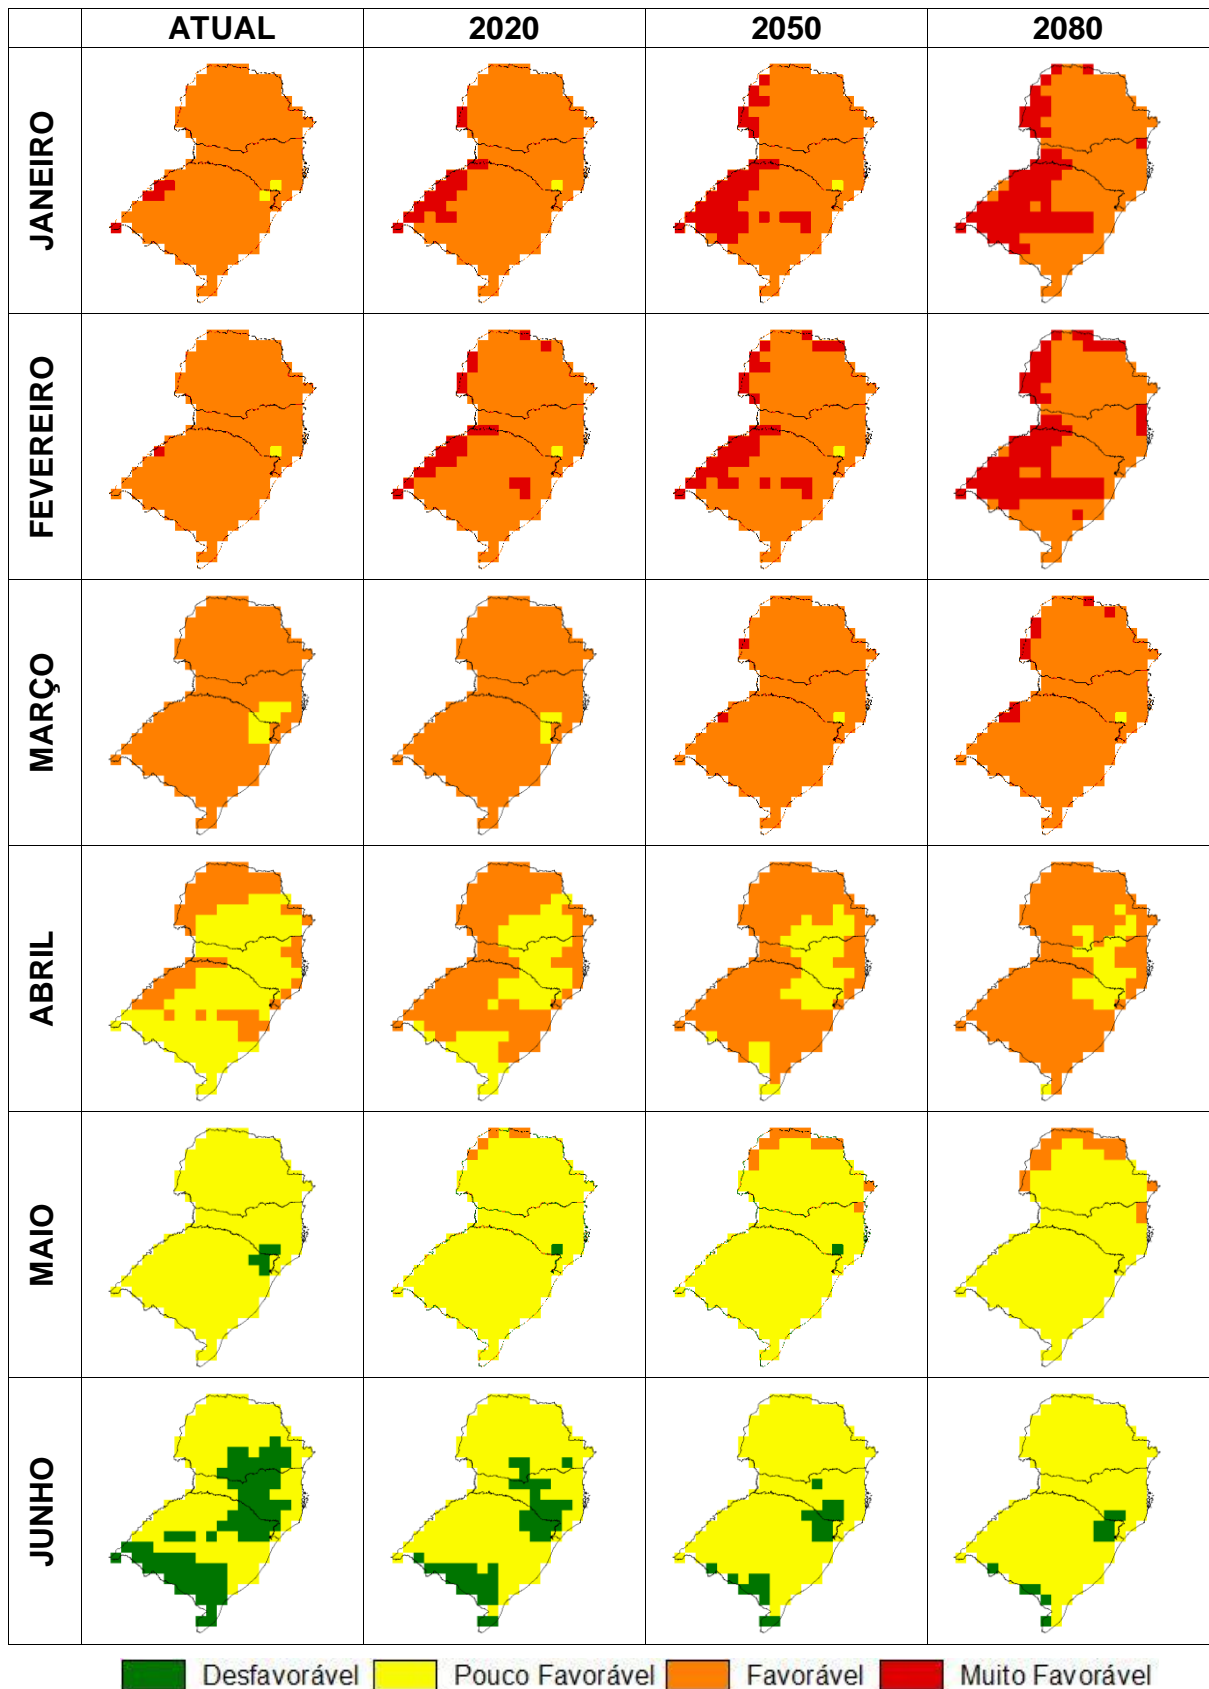 ATUAL 2020 2050 2080
JANEIRO
FEVEREIRO
MARÇO
ABRIL
MAIO
JUNHO
Desfavorável Pouco Favorável Favorável Muito Favorável